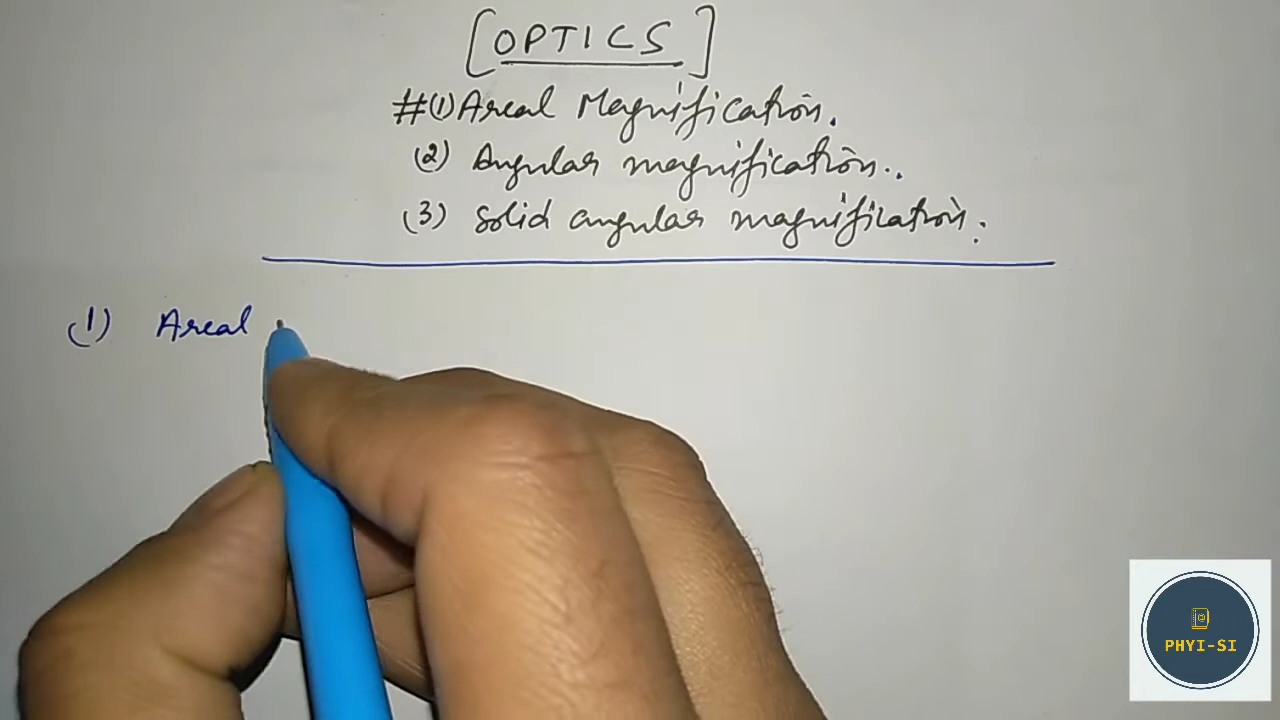 [OPTICS]
#(1) Areal Magnification.
(2) Angular magnification..
(3) Solid angular magnification.
(1) Areal
PHYI-SI